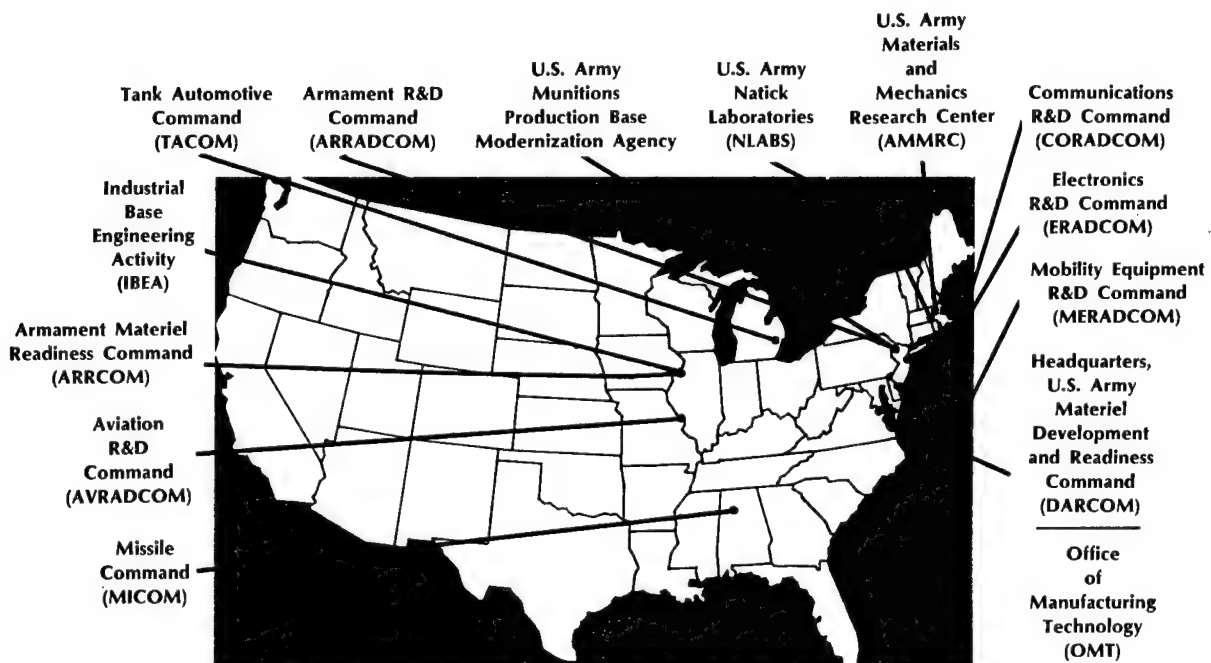 Tank Automotive
Command
(TACOM)
Armament R&D
Command
(ARRADCOM)
U.S. Army
Munitions
Production Base
Modernization Agency
U.S. Army
Natick
Laboratories
(NLABS)
U.S. Army
Materials
and
Mechanics
Research Center
(AMMRC)
Communications
R&D Command
(CORADCOM)
Industrial
Base
Engineering
Activity
(IBEA)
Electronics
R&D Command
(ERADCOM)
Mobility Equipment
R&D Command
(MERADCOM)
Armament Materiel
Readiness Command
(ARRCOM)
Headquarters,
U.S. Army
Materiel
Development
and Readiness
Command
(DARCOM)
Aviation
R&D
Command
(AVRADCOM)
Missile
Command
(MICOM)
Office
of
Manufacturing
Technology
(OMT)